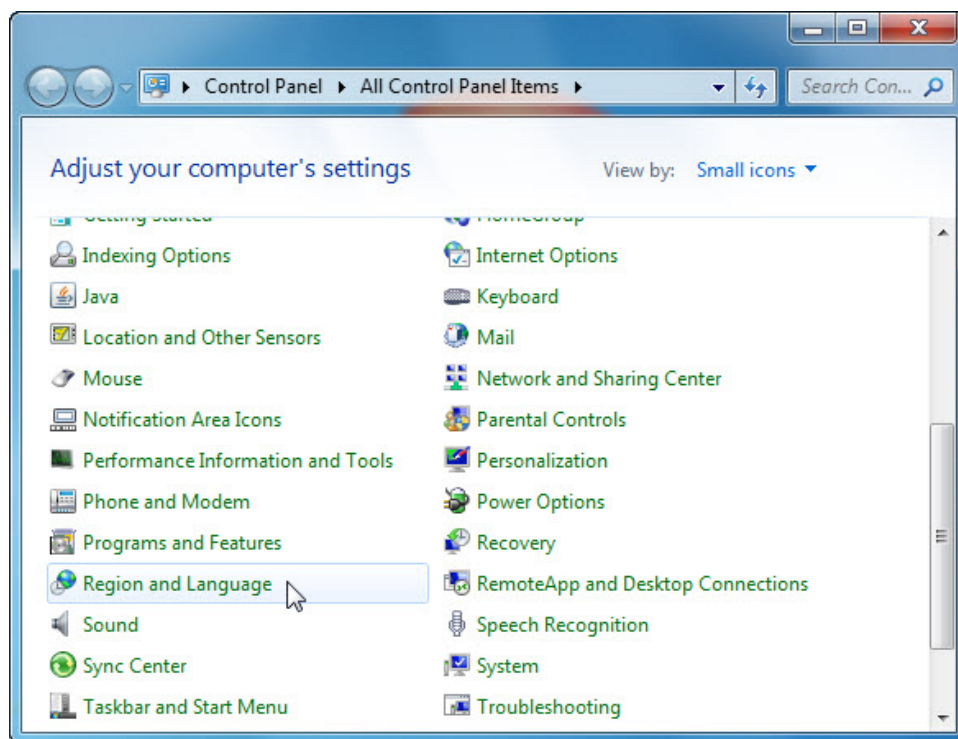 Control Panel All Control Panel Items Search Con...
Adjust your computer's settings View by: Small icons
Getting Started HomeGroup
Indexing Options Internet Options
Java Keyboard
Location and Other Sensors Mail
Mouse Network and Sharing Center
Notification Area Icons Parental Controls
Performance Information and Tools Personalization
Phone and Modem Power Options
Programs and Features Recovery
Region and Language RemoteApp and Desktop Connections
Sound Speech Recognition
Sync Center System
Taskbar and Start Menu Troubleshooting